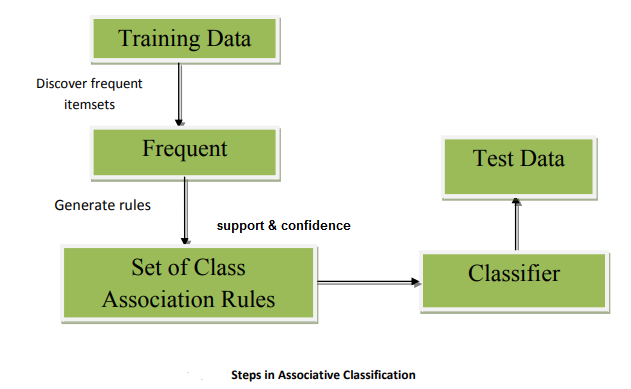 Training Data
Discover frequent
itemsets
Frequent
Test Data
Generate rules
support & confidence
Set of Class
Association Rules
Classifier
Steps in Associative Classification